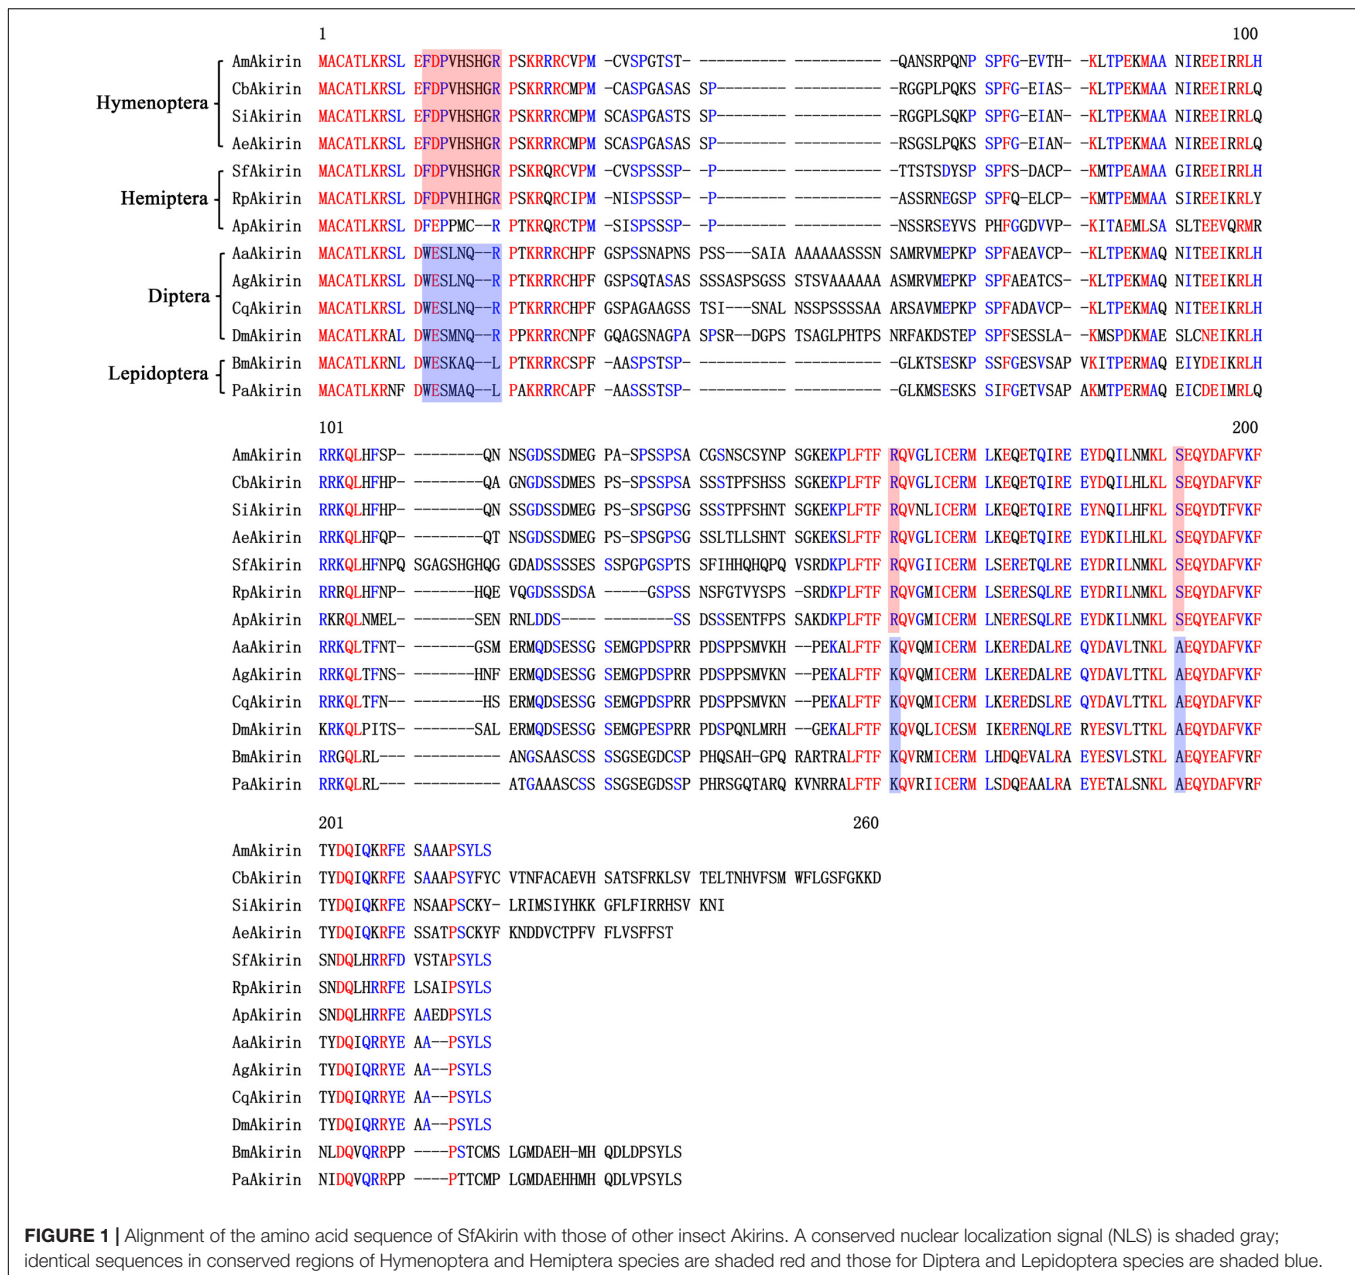 1 100
AmAkirin MACATLKRSL EFDPVHSHGR PSKRRRCVPM -CVSPGTST- ---------- ----------QANSRPQNP SPFG-EVTH- -KLTPEKMAA NIREEEIRRLH
Hymenoptera
CbAkirin MACATLKRSL EFDPVHSHGR PSKRRRCMPM -CASPGASAS SP-------- ---------- --RGGPLPQKS SPFG-EIAS- -KLTPEKMAA NIREEIRRLQ
SiAkirin MACATLKRSL EFDPVHSHGR PSKRRRCMPM SCASPGASTS SP-------- ---------- --RGGPLSQKP SPFG-EIAN- -KLTPEKMAA NIREEIRRLQ
AeAkirin MACATLKRSL EFDPVHSHGR PSKRRRCMPM SCASPGASAS SP-------- ---------- --RSGSLPQKS SPFG-EIAN- -KLTPEKMAA NIREEIRRLQ
SfAkirin MACATLKRSL DFDPVHSHGR PSKRRQRCVPM -CVPSSSSP- -P-------- ---------- --TTSTSDYSP SPFS-DACP- -KMTPEAMAA GIREEIRRLH
Hemiptera
RpAkirin MACATLKRSL DFDPVHIHGR PSKRQRCIPM -NISPSSSP- -P-------- ---------- --ASSRNEGSP SPFQ-ELCP- -KMTPEMMAA EIREEIKRLY
ApAkirin MACATLKRSL DFEPPMC--R PTKRQRCTPM -SISPSSSP- -P-------- ---------- --NSSRSEYVS PHFGGDVVP- -KITAEMLSA SLTEEVQRMR
AaAkirin MACATLKRSL DWESLNQ--R PTKRRRCHPF GSPSSNAPNS PSS---SAIA AAAAAASSSN SAMRVMEPKP SPFAEAVCP- -KLTPEKMAQ NITEEIKRLH
Diptera
AgAkirin MACATLKRSL DWESLNQ--R PTKRRRCHPF GSPSQTASAS SSSASPSGSS STSVAAAAAA ASMRVMEPKP SPFAEATCS- -KLTPEKMAQ NITEEIKRLH
CqAkirin MACATLKRSL DWESLNQ--R PTKRRRCHPF GSPAGAAGSS TSI---SNAL NSSPSSSSAA ARSAVMEPKP SPFADAVCP- -KLTPEKMAQ NITEEIKRLH
DmAkirin MACATLKRAL DWESMNQ--R PPKRRRCNPF GQAGSNAGPA SPSR--DGPS TSAGLPHTPS NRFAKDSTEP SPFSESSLA- -KMSPDKMAE SLCNEIKRLH
Lepidoptera
BmAkirin MACATLKRNL DWESKAQ--L PTKRRRCSPF -AASPSTSP- ---------- ---------- --GLKTSESKP SSFGESVSAP VKITPERMAQ EIYDEIKRLH
PaAkirin MACATLKRNF DWESMAQ--L PAKRRRCAPF -AASSSTSP- ---------- ---------- --GLKMSESKS SIFGETVSAP AKMTPERMAQ EICDEIMRLQ
101 200
AmAkirin RRKQLHFSP- --------QN NSGDSSDMEG PA-SPSSPSA CGSNSCSYNP SGKEKPLFTF RQVGLICERM LKEQETQIRE EYDQILNMKL SEQYDAFVKF
CbAkirin RRKQLHFHP- --------QA GNGDSSDMES PS-SPSSPSA SSSTPFSHSS SGKEKPLFTF RQVGLICERM LKEQETQIRE EYDQILHLKL SEQYDAFVKF
SiAkirin RRKQLHFHP- --------QN NSSGDSSDMEG PS-SPSGPSG SSSTPFSHNT SGKEKPLFTF RQVNLICERM LKEQETQIRE EYNQILHFKL SEQYDTFVKF
AeAkirin RRKQLHFQP- --------QT NSGDSSDMEG PS-SPSGPSG SSLTLLSHNT SGKEKSLFTF RQVGLICERM LKEQETQIRE EYDKILHLKL SEQYDAFVKF
SfAkirin RRKQLHFNPQ SGAGSHGHQG GDADSSSSES SSPGPGSPTS SFIHHQHQPQ VSRDKPLFTF RQVGIICERM LSERETQLRE EYDQILNMKL SEQYDAFVKF
RpAkirin RRRQLHFNP- --------HQE VQGDSSSDSA ----GSPSS NSFGTVYSPS -SRDKPLFTF RQVGMICERM LKERESQLRE EYDRILNMKL SEQYDAFVKF
ApAkirin RKRQLNMEL- --------SEN RNLDDS---- --------SS SDSSSENTFPS SAKDKPLFTF RQVGMICERM LNERESQLRE EYDKILNMKL SEQYEAFVKF
AaAkirin RRKQLTFNT- --------GSM ERMQDSESSG SEMGPDSPRR PDSPPSMVKH --PEKALFTF KQVQMICERM LKEREDALRE QYDAVLTNKL AEQYDAFVKF
AgAkirin RRKQLTFNS- --------HNF ERMQDSESSG SEMGPDSPRR PDSPPSMVKN --PEKALFTF KQVQMICERM LKEREDALRE QYDAVLTTKL AEQYDAFVKF
CqAkirin RRKQLTFN-- --------HS ERMQDSESSG SEMGPDSPRR PDSPPSMVKN --PEKALFTF KQVQMICERM LKEREDSLRE QYDAVLTTKL AEQYDAFVKF
DmAkirin KRKQLPITS- --------SAL ERMQDSESSG SEMGPESPRR PDSPQNLMRH --GEKALFTF KQVQLICESM IKERENQLRE RYESVLTTKL AEQYDAFVKF
BmAkirin RRGQLRL--- ---------- ANGSAASCSS SSGSEGDCSP PHQSAH-GPQ RARTRALFTF KQVRMICERM LHDQEVALRA EYESVLSTKL AEQYEAFVRF
PaAkirin RRKQLRL--- ---------- ATGAAASCSS SSGSEGDSSP PHRSGQTARQ KVNRRALFTF KQVRIICERM LSDQEAALRA EYETALSNKL AEQYDAFVRF
201 260
AmAkirin TYDQIQKRFE SAAAPSYLS
CbAkirin TYDQIQKRFE SAAAPSYFYC VTNFACAEVH SATSFRKLSV TELTNHVFSM WFLGSFGKKD
SiAkirin TYDQIQKRFE NSAAPSCKY- LRIMSIYHKK GFLFIRRHSV KNI
AeAkirin TYDQIQKRFE SSATPSCKYF KNDDVCTPFV FLVSFFST
SfAkirin SNDQLHRRFD VSTAPSYLS
RpAkirin SNDQLHRRFE LSAIPSYLS
ApAkirin SNDQLHRRFE AAEDPSYLS
AaAkirin TYDQIQRRYE AA--PSYLS
AgAkirin TYDQIQRRYE AA--PSYLS
CqAkirin TYDQIQRRYE AA--PSYLS
DmAkirin TYDQIQRRYE AA--PSYLS
BmAkirin NLDQVQRRPP ----PSTCMS LGMDAEH-MH QDLDPSYLS
PaAkirin NIDQVQRRPP ----PTTCMP LGMDAEHHMH QDLVPSYLS
FIGURE 1 | Alignment of the amino acid sequence of SfAkirin with those of other insect Akirins. A conserved nuclear localization signal (NLS) is shaded gray;
identical sequences in conserved regions of Hymenoptera and Hemiptera species are shaded red and those for Diptera and Lepidoptera species are shaded blue.